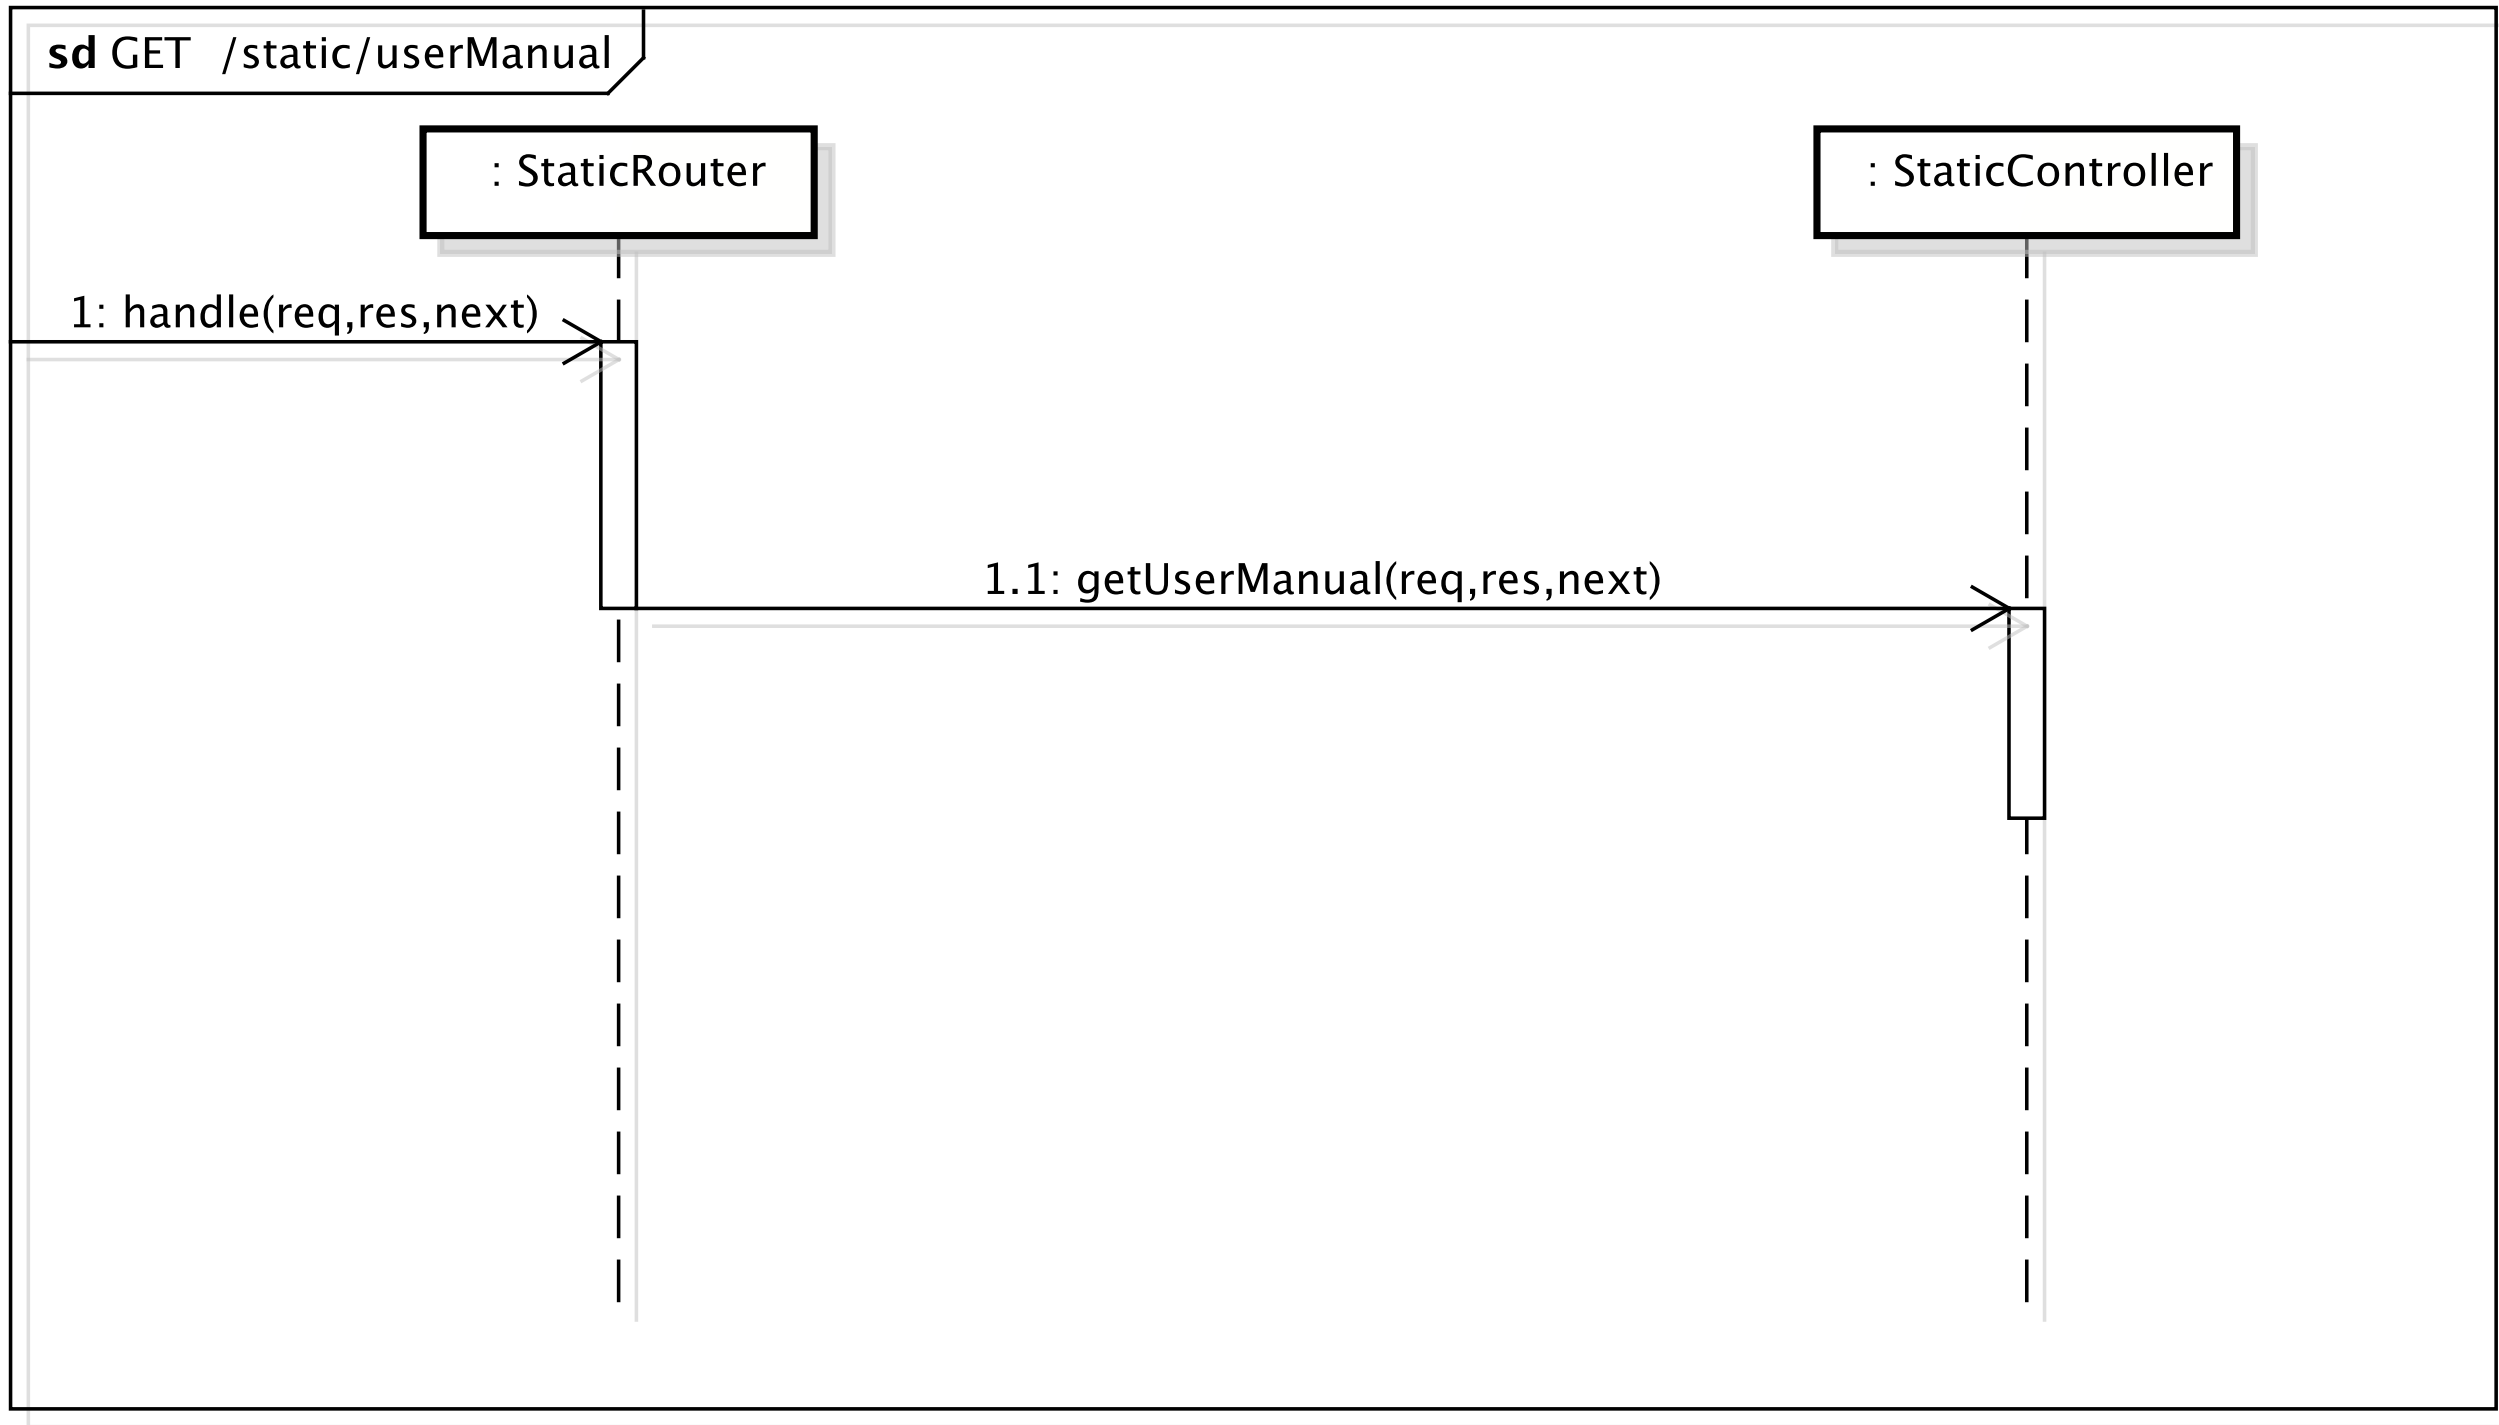 sd GET /static/userManual
: StaticRouter
: StaticController
1: handle(req,res,next)
1.1: getUserManual(req,res,next)